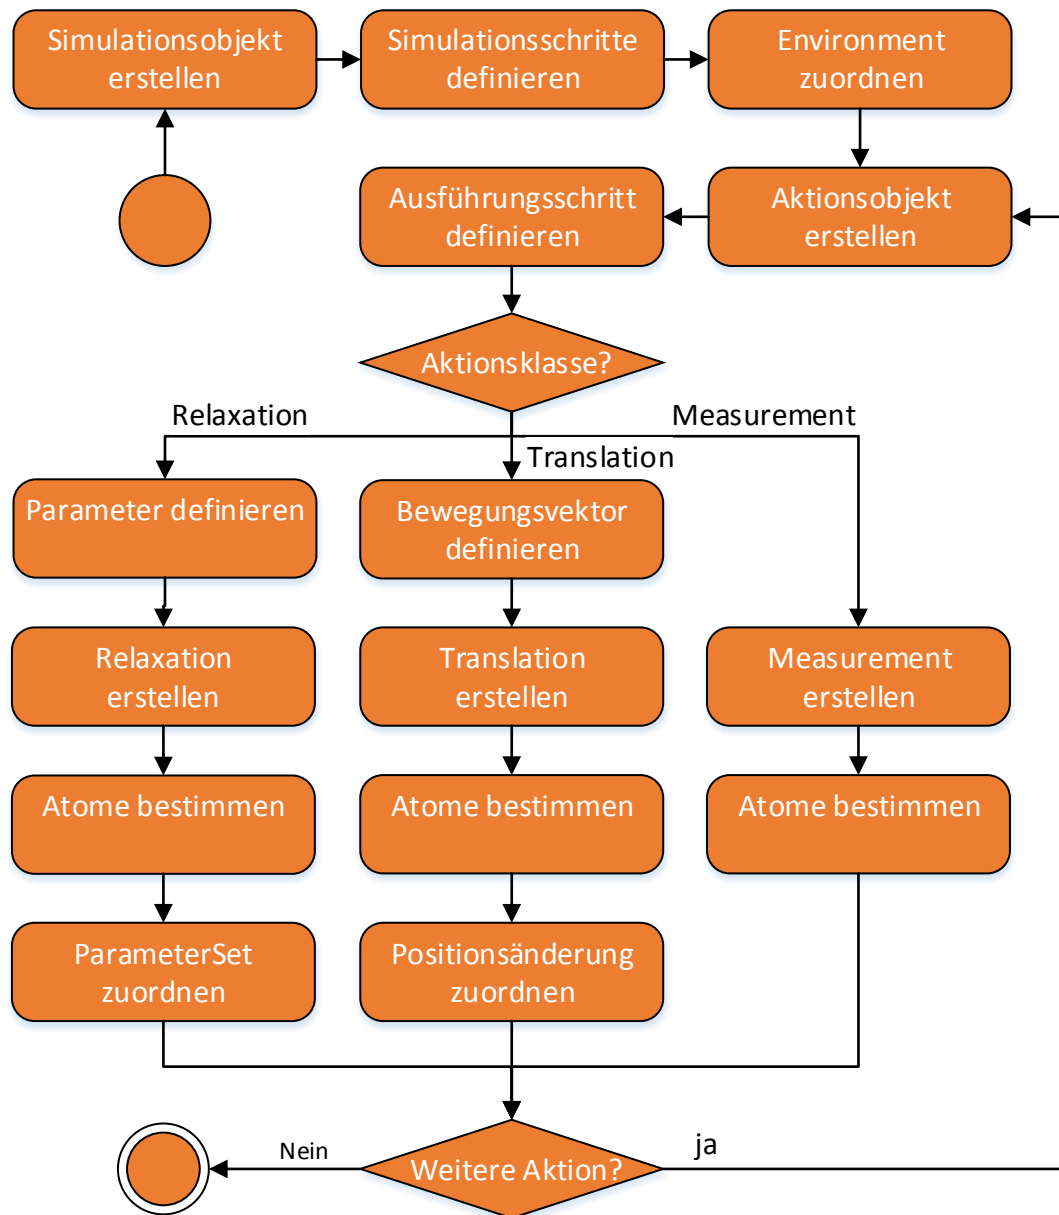 Simulationsobjekt
erstellen
Simulationsschritte
definieren
Environment
zuordnen
Ausführungsschritt
definieren
Aktionsobjekt
erstellen
Aktionsklasse?
Relaxation
Measurement
Translation
Parameter definieren
Bewegungsvektor
definieren
Relaxation
erstellen
Translation
erstellen
Measurement
erstellen
Atome bestimmen
Atome bestimmen
Atome bestimmen
ParameterSet
zuordnen
Positionsänderung
zuordnen
Nein
Weitere Aktion?
ja